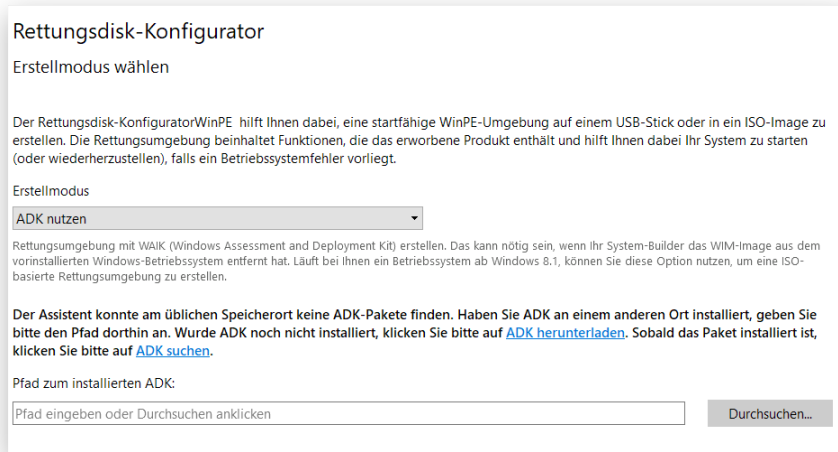 Rettungsdisk-Konfigurator
Erstellmodus wählen
Der Rettungsdisk-KonfiguratorWinPE  hilft Ihnen dabei, eine startfähige WinPE-Umgebung auf einem USB-Stick oder in ein ISO-Image zu
erstellen. Die Rettungsumgebung beinhaltet Funktionen, die das erworbene Produkt enthält und hilft Ihnen dabei Ihr System zu starten
(oder wiederherzustellen), falls ein Betriebssystemfehler vorliegt.
Erstellmodus
ADK nutzen
Rettungsumgebung mit WAIK (Windows Assessment and Deployment Kit) erstellen. Das kann nötig sein, wenn Ihr System-Builder das WIM-Image aus dem
vorinstallierten Windows-Betriebssystem entfernt hat. Läuft bei Ihnen ein Betriebssystem ab Windows 8.1, können Sie diese Option nutzen, um eine ISO-
basierte Rettungsumgebung zu erstellen.
Der Assistent konnte am üblichen Speicherort keine ADK-Pakete finden. Haben Sie ADK an einem anderen Ort installiert, geben Sie
bitte den Pfad dorthin an. Wurde ADK noch nicht installiert, klicken Sie bitte auf ADK herunterladen. Sobald das Paket installiert ist,
klicken Sie bitte auf ADK suchen.
Pfad zum installierten ADK:
Pfad eingeben oder Durchsuchen anklicken
Durchsuchen...